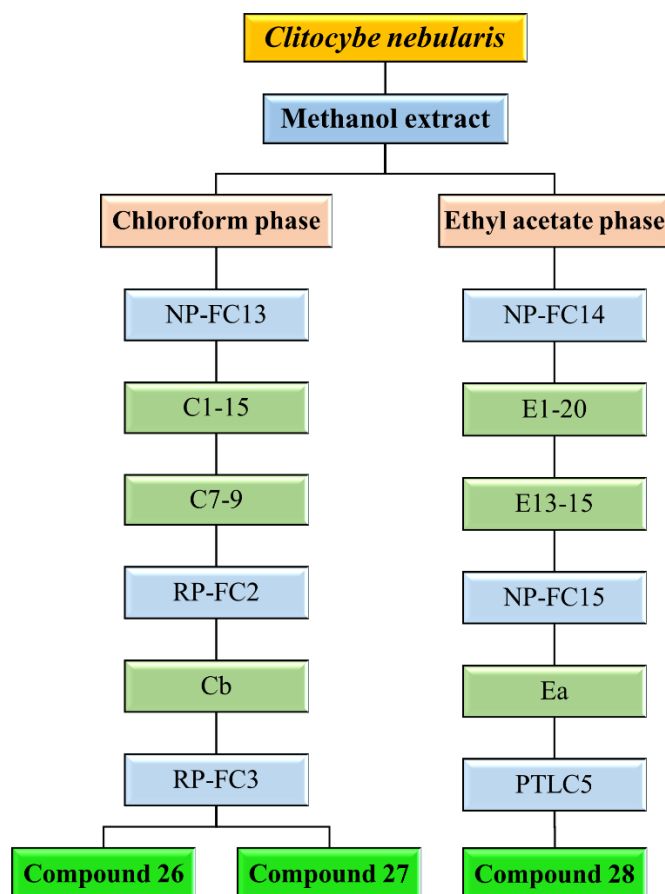 Clitocybe nebularis
Methanol extract
Chloroform phase
Ethyl acetate phase
NP-FC13
NP-FC14
C1-15
E1-20
C7-9
E13-15
RP-FC2
NP-FC15
Cb
Ea
RP-FC3
PTLC5
Compound 26
Compound 27
Compound 28